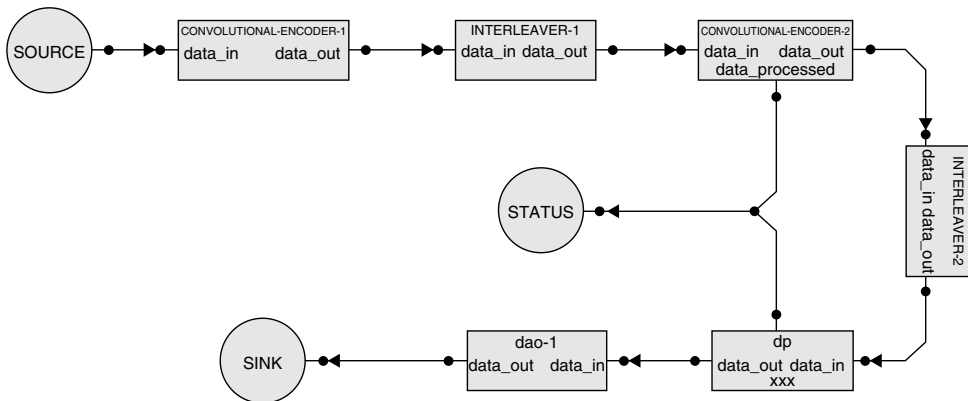 SOURCE
CONVOLUTIONAL-ENCODER-1
data_in data_out
INTERLEAVER-1
data_in data_out
CONVOLUTIONAL-ENCODER-2
data_in data_out
data_processed
INTERLEAVER-2
data_in data_out
STATUS
SINK
dao-1
data_out data_in
dp
data_out data_in
xxx